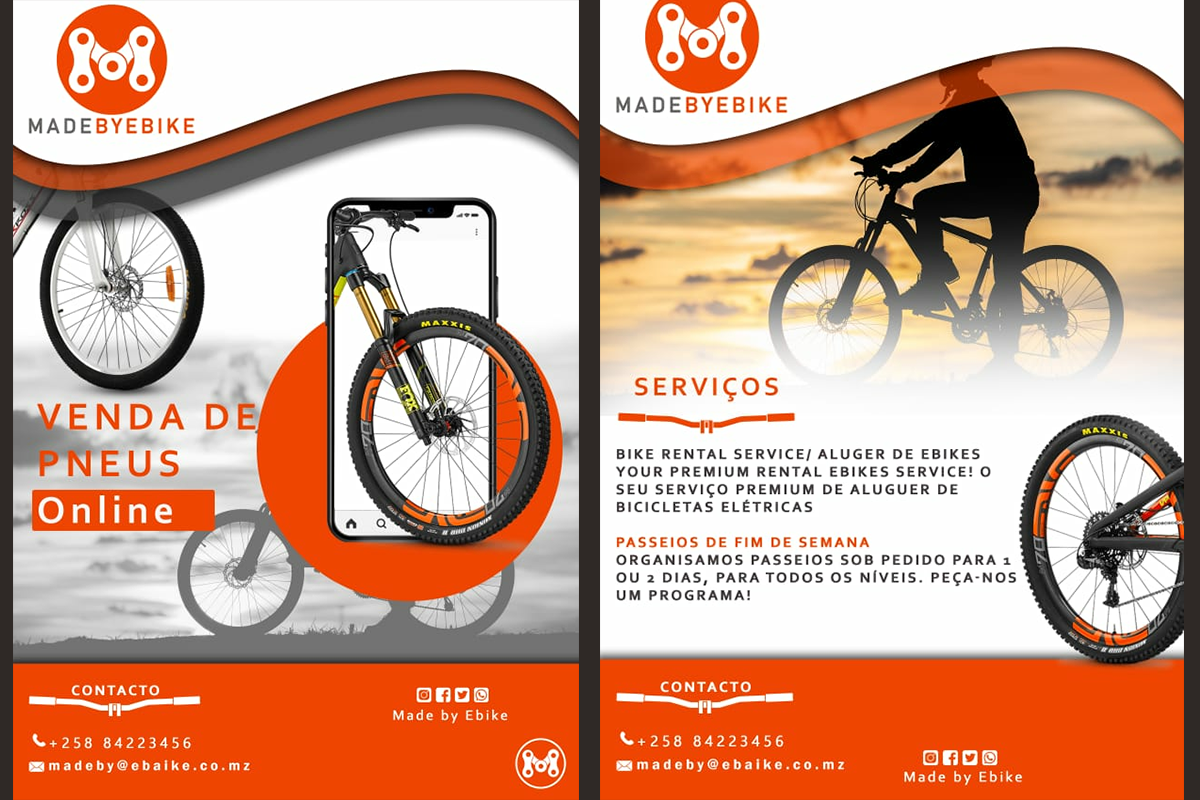 MADEBYEBIKE
MAXXIS
FOX
VENDA DE
PNEUS
Online
CONTACTO
+258 84223456
madeby@ebaike.co.mz
Made by Ebike
MADEBYEBIKE
SERVIÇOS
BIKE RENTAL SERVICE/ ALUGER DE EBIKES
YOUR PREMIUM RENTAL EBIKES SERVICE! O
SEU SERVIÇO PREMIUM DE ALUGUER DE
BICICLETAS ELÉTRICAS
PASSEIOS DE FIM DE SEMANA
ORGANISAMOS PASSEIOS SOB PEDIDO PARA 1
OU 2 DIAS, PARA TODOS OS NÍVEIS. PEÇA-NOS
UM PROGRAMA!
MAXXIS
CONTACTO
+258 84223456
madeby@ebaike.co.mz
Made by Ebike